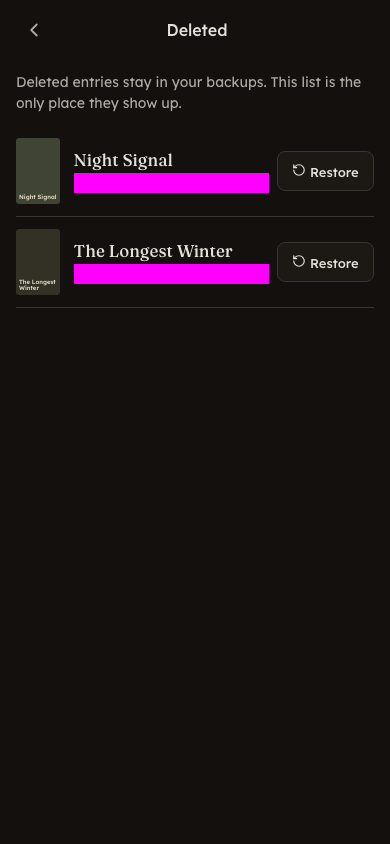 Deleted
Deleted entries stay in your backups. This list is the
only place they show up.
Night Signal
Night Signal
Restore
The Longest Winter
The Longest
Winter
Restore